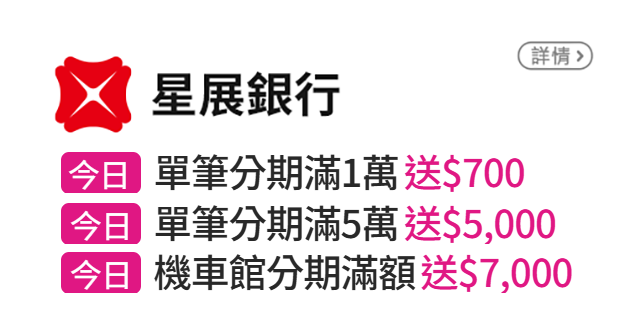 詳情 >
星展銀行
今日 單筆分期滿1萬 送$700
今日 單筆分期滿5萬 送$5,000
今日 機車館分期滿額 送$7,000